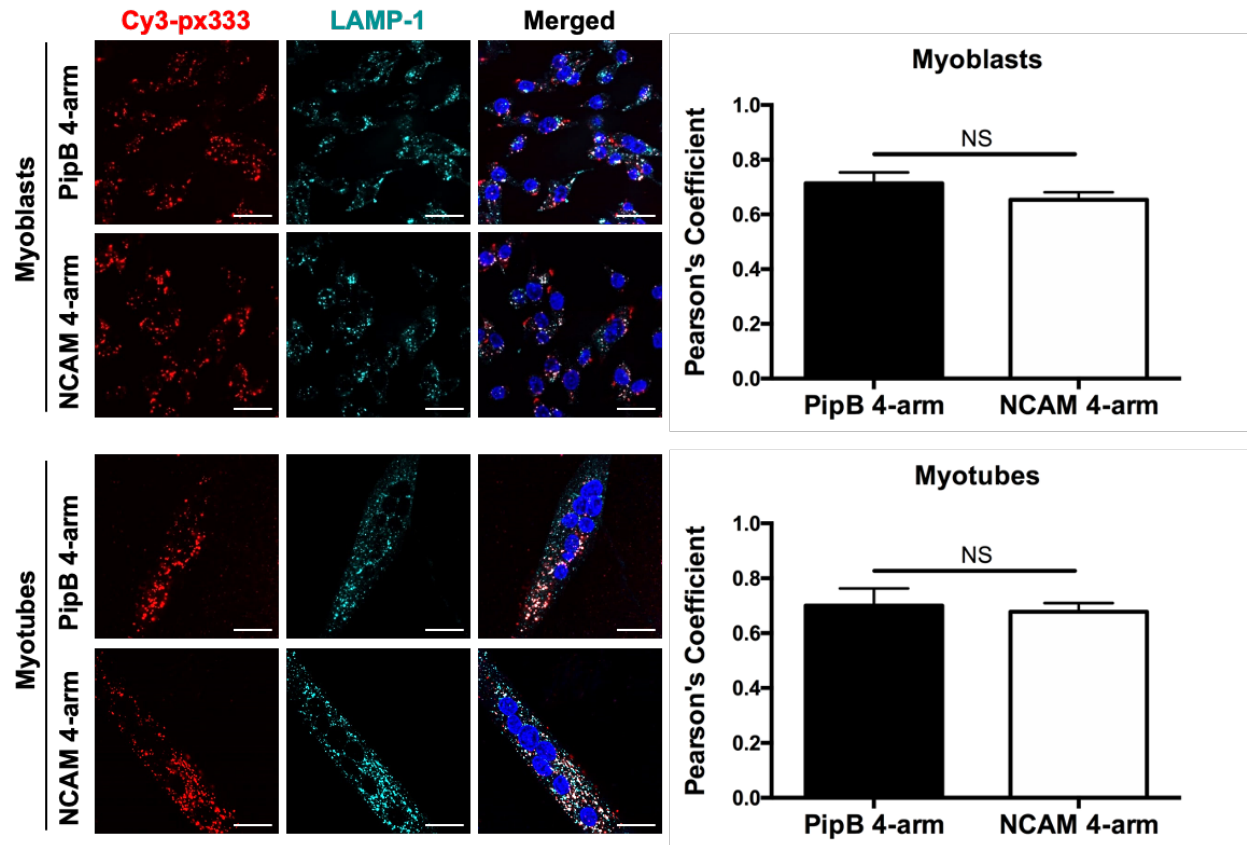 Cy3-px333 LAMP-1 Merged
Myoblasts
PipB 4-arm
NCAM 4-arm
Myoblasts
Pearson's Coefficient
1.0
0.8
0.6
0.4
0.2
0.0
NS
PipB 4-arm NCAM 4-arm
Myotubes
PipB 4-arm
NCAM 4-arm
Myotubes
Pearson's Coefficient
1.0
0.8
0.6
0.4
0.2
0.0
NS
PipB 4-arm NCAM 4-arm